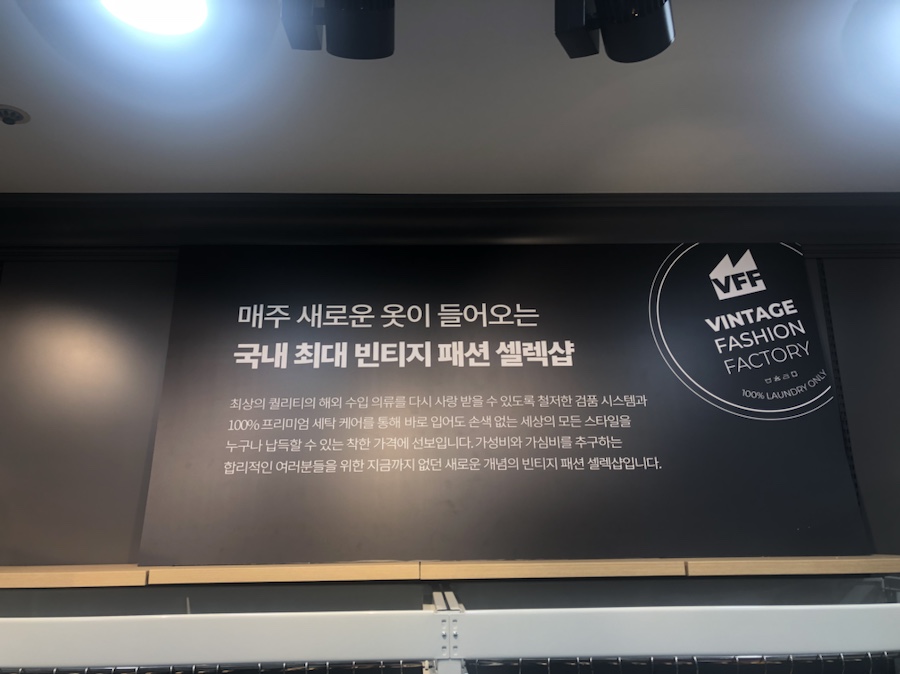 매주 새로운 옷이 들어오는
국내 최대 빈티지 패션 셀렉샵
최상의 퀄리티의 해외 수입 의류를 다시 사랑 받을 수 있도록 철저한 검품 시스템과
100% 프리미엄 세탁 케어를 통해 바로 입어도 손색 없는 세상의 모든 스타일을
누구나 납득할 수 있는 착한 가격에 선보입니다. 가성비와 가심비를 추구하는
합리적인 여러분들을 위한 지금까지 없던 새로운 개념의 빈티지 패션 셀렉샵입니다.
VFF
VINTAGE
FASHION
FACTORY
100% LAUNDRY ONLY